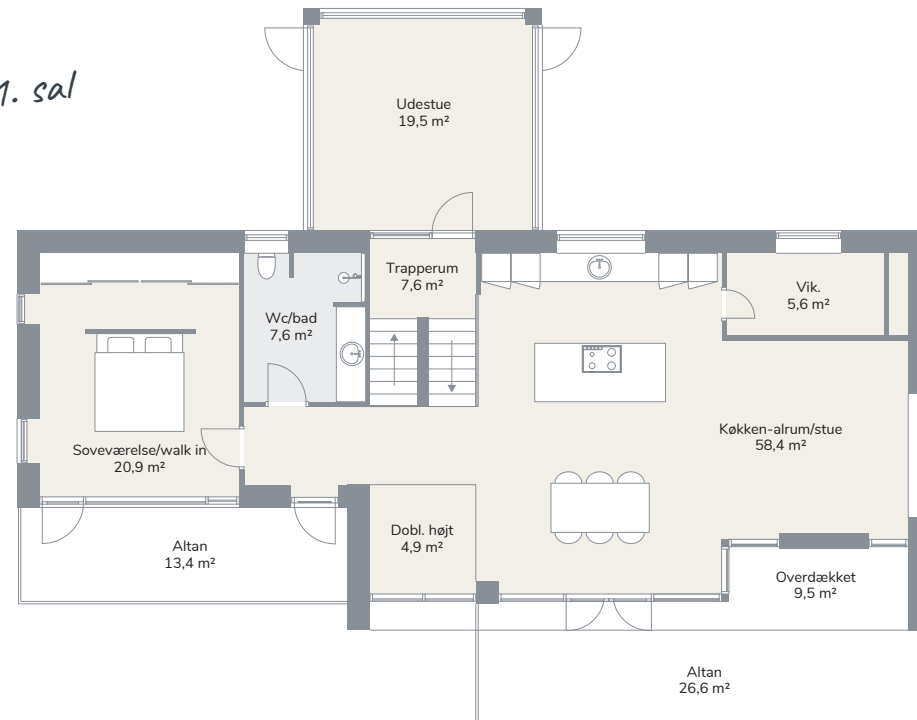 1. sal
Udestue
19,5 m²
Trapperum
7,6 m²
Vik.
5,6 m²
Wc/bad
7,6 m²
Køkken-alrum/stue
58,4 m²
Soveværelse/walk in
20,9 m²
Dobl. højt
4,9 m²
Altan
13,4 m²
Overdækket
9,5 m²
Altan
26,6 m²